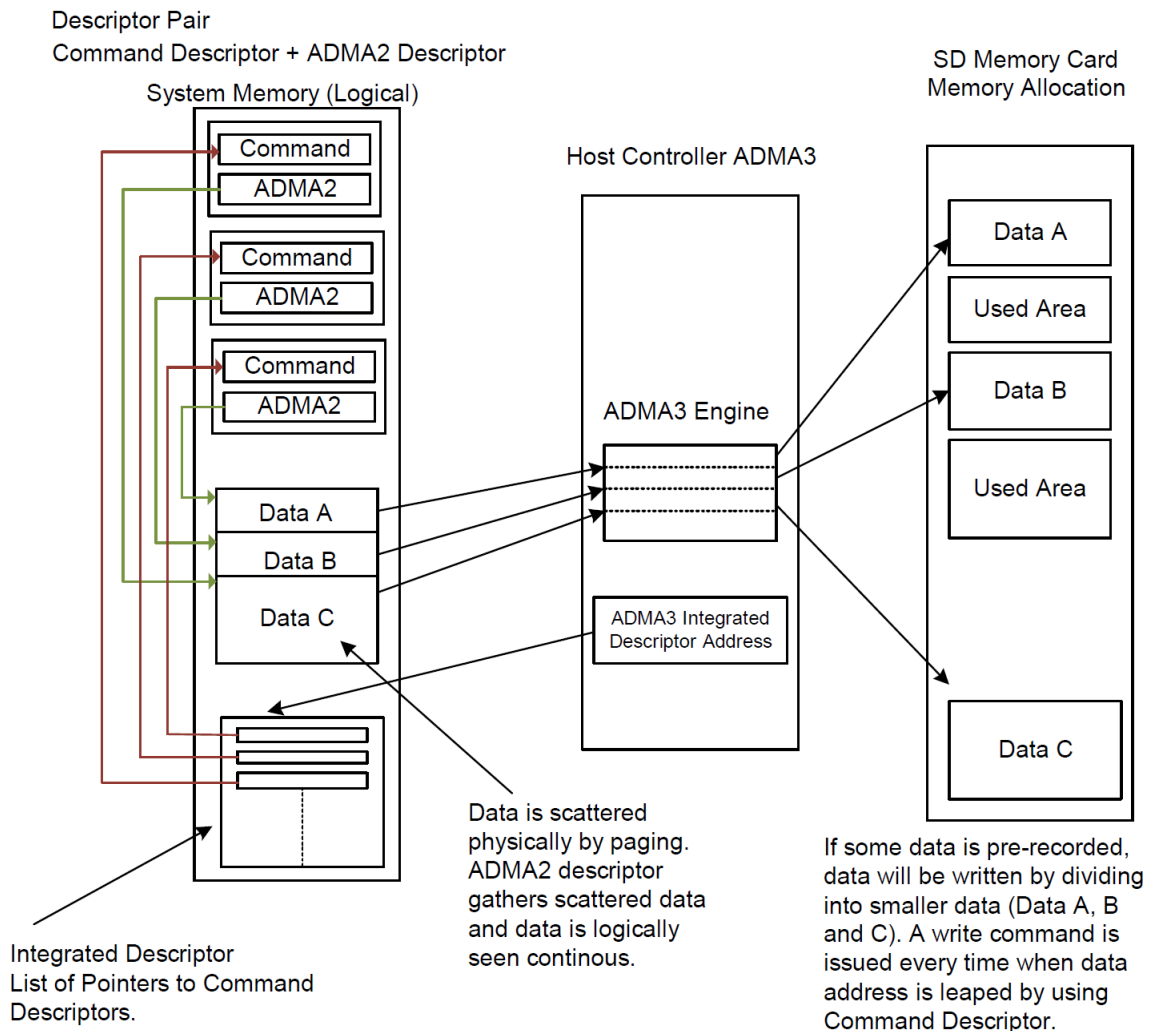 Descriptor Pair
Command Descriptor + ADMA2 Descriptor
System Memory (Logical)
Command
ADMA2
Command
ADMA2
Command
ADMA2
Data A
Data B
Data C
Integrated Descriptor
List of Pointers to Command
Descriptors.
Data is scattered
physically by paging.
ADMA2 descriptor
gathers scattered data
and data is logically
seen continous.
Host Controller ADMA3
ADMA3 Engine
ADMA3 Integrated
Descriptor Address
SD Memory Card
Memory Allocation
Data A
Used Area
Data B
Used Area
Data C
If some data is pre-recorded,
data will be written by dividing
into smaller data (Data A, B
and C). A write command is
issued every time when data
address is leaped by using
Command Descriptor.